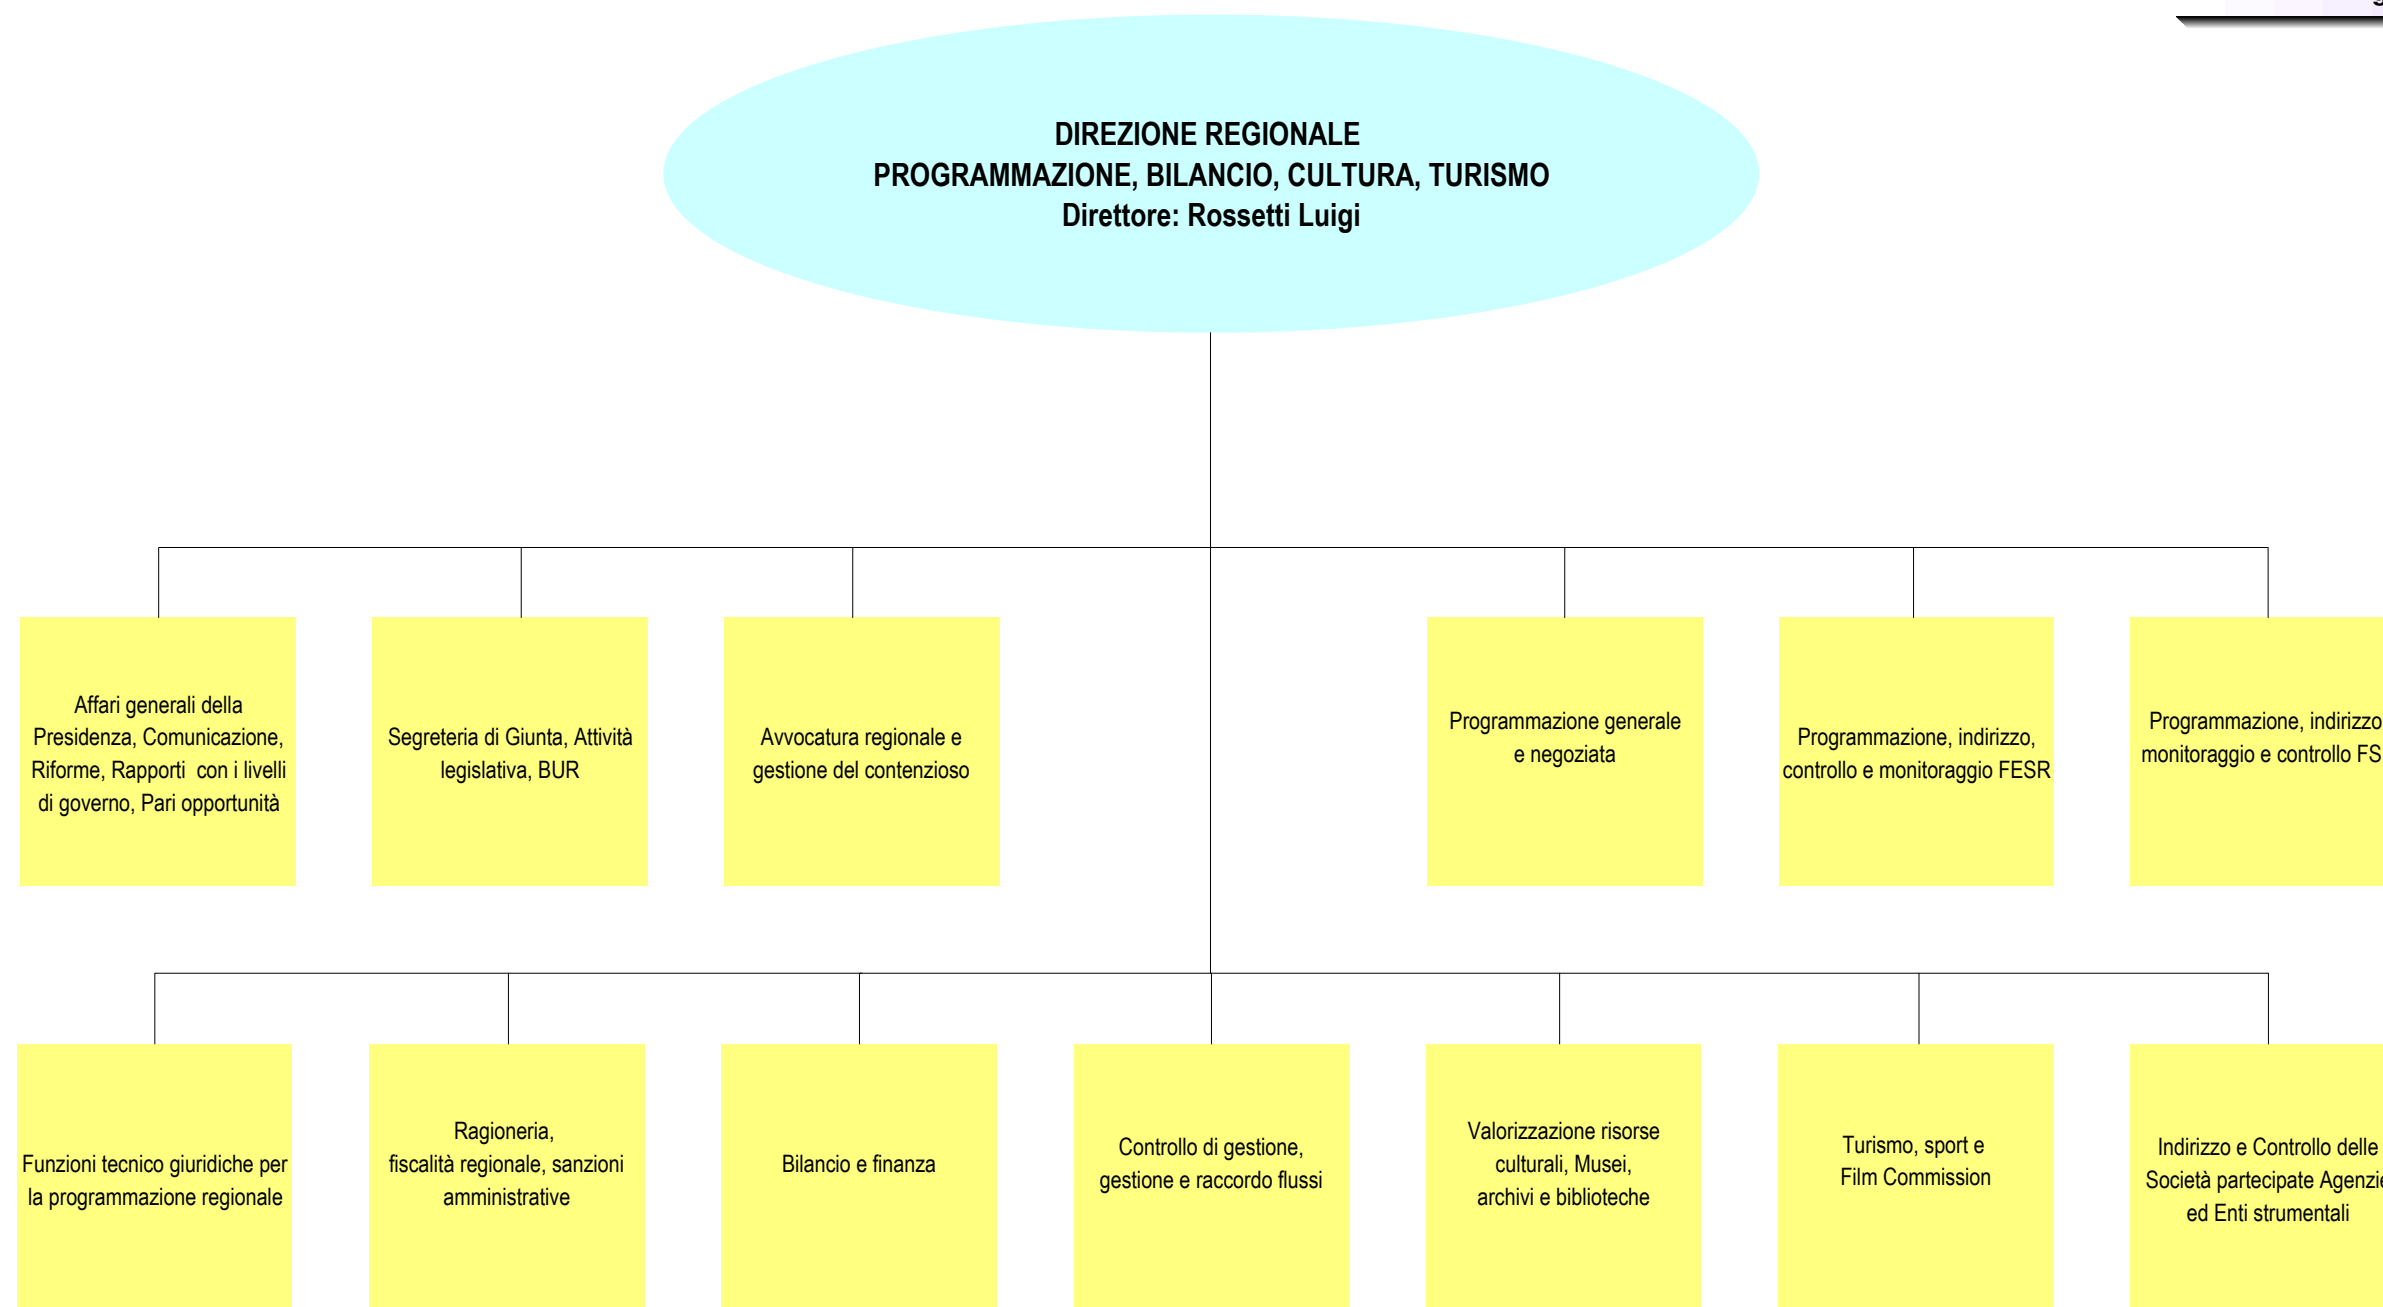 DIREZIONE REGIONALE
PROGRAMMAZIONE, BILANCIO, CULTURA, TURISMO
Direttore: Rossetti Luigi
Affari generali della
Presidenza, Comunicazione,
Riforme, Rapporti con i livelli
di governo, Pari opportunità
Segreteria di Giunta, Attività
legislativa, BUR
Avvocatura regionale e
gestione del contenzioso
Programmazione generale
e negoziata
Programmazione, indirizzo,
controllo e monitoraggio FESR
Programmazione, indirizzo
monitoraggio e controllo FS
Funzioni tecnico giuridiche per
la programmazione regionale
Ragioneria,
fiscalità regionale, sanzioni
amministrative
Bilancio e finanza
Controllo di gestione,
gestione e raccordo flussi
Valorizzazione risorse
culturali, Musei,
archivi e biblioteche
Turismo, sport e
Film Commission
Indirizzo e Controllo delle
Società partecipate Agenzie
ed Enti strumentali